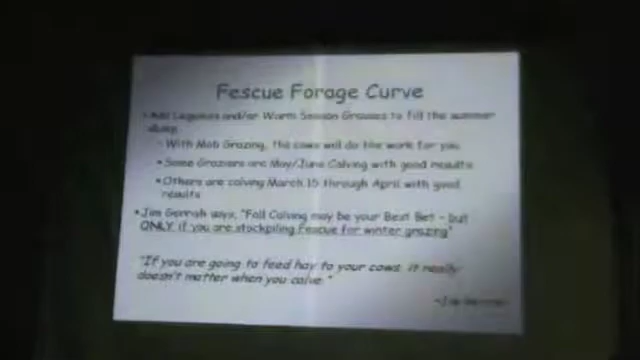 Fescue Forage Curve
Add Legumes and/or Warm Season Grasses to fill the summer
slump
- With Mob Grazing, the cows will do the work for you
• Some Graziers are May/June Calving with good results
• Others are calving March 15 through April with good
results
• Jim Gerrish says, "Fall Calving may be your Best Bet - but
ONLY if you are stockpiling Fescue for winter grazing"
"If you are going to feed hay to your cows, it really
doesn't matter when you calve."